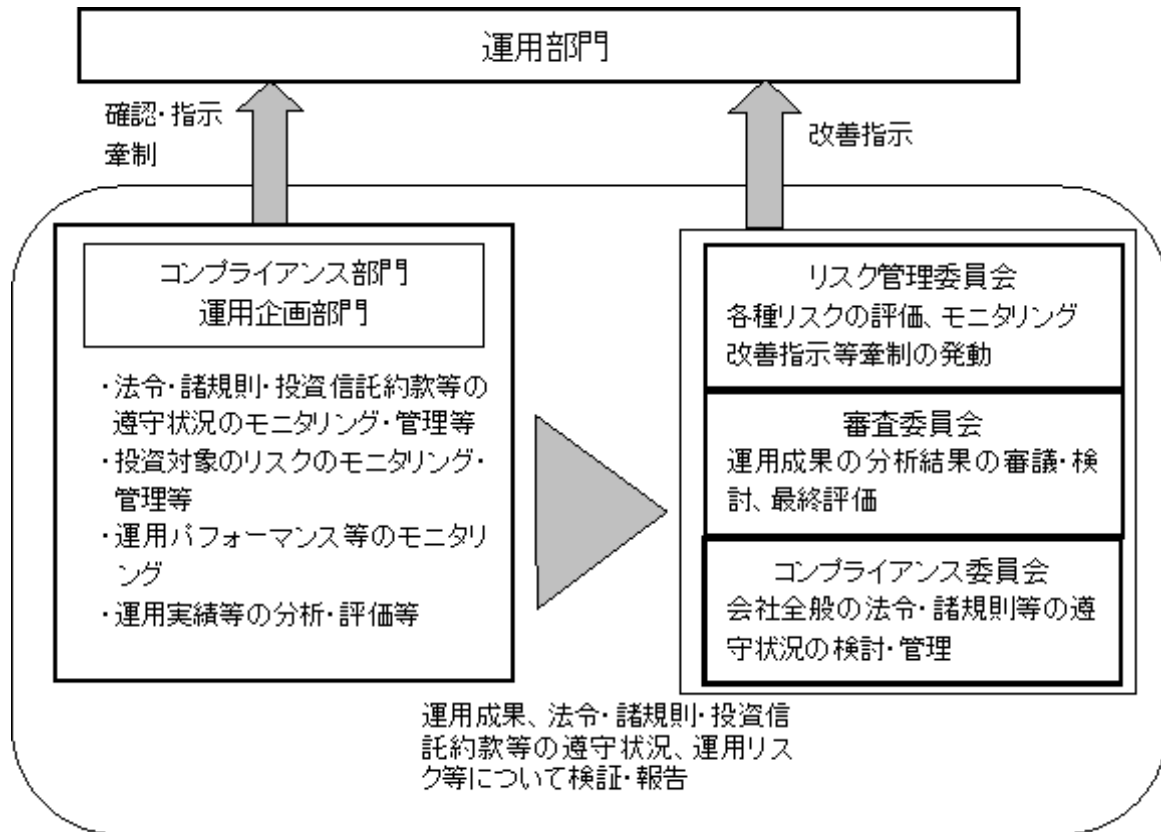 運用部門
確認・指示
牽制
改善指示
コンプライアンス部門
運用企画部門
・法令・諸規則・投資信託約款等の
遵守状況のモニタリング・管理等
・投資対象のリスクのモニタリング・
管理等
・運用パフォーマンス等のモニタリ
ング
・運用実績等の分析・評価等
リスク管理委員会
各種リスクの評価、モニタリング
改善指示等牽制の発動
審査委員会
運用成果の分析結果の審議・検
討、最終評価
コンプライアンス委員会
会社全般の法令・諸規則等の遵
守状況の検討・管理
運用成果、法令・諸規則・投資信
託約款等の遵守状況、運用リス
ク等について検証・報告